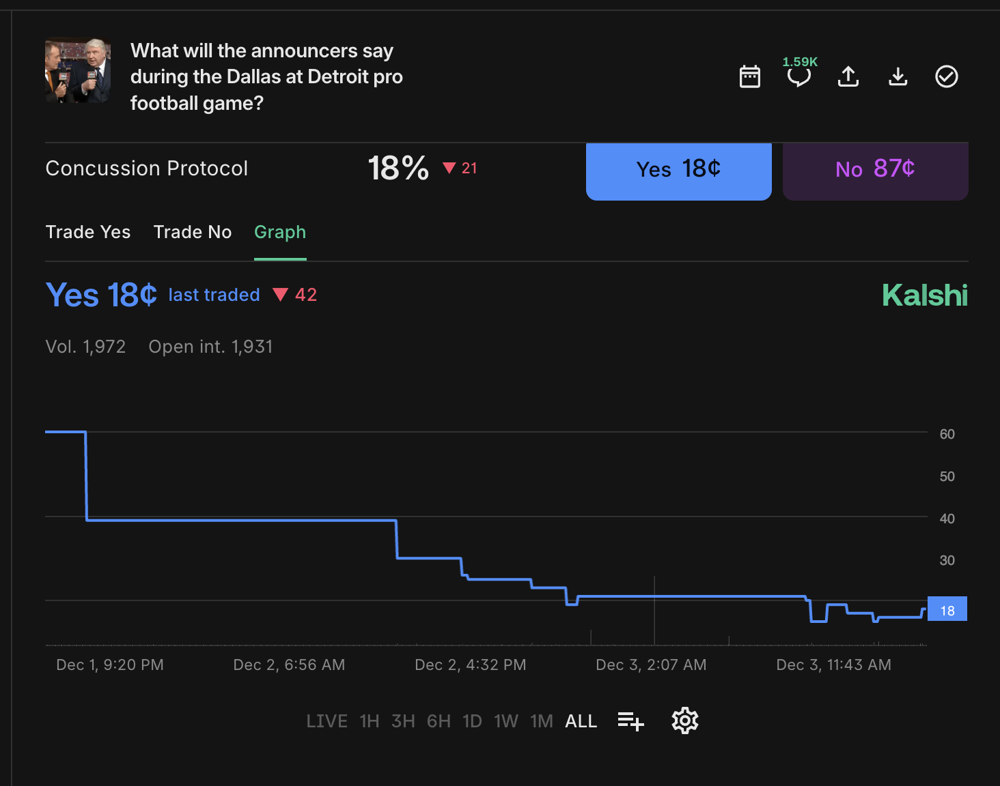 What will the announcers say
during the Dallas at Detroit pro
football game?
1.59K
Concussion Protocol
18% ▼ 21
Yes 18¢
No 87¢
Trade Yes Trade No Graph
Yes 18¢ last traded ▼ 42
Kalshi
Vol. 1,972 Open int. 1,931
60
50
40
30
18
Dec 1, 9:20 PM Dec 2, 6:56 AM Dec 2, 4:32 PM Dec 3, 2:07 AM Dec 3, 11:43 AM
LIVE 1H 3H 6H 1D 1W 1M ALL